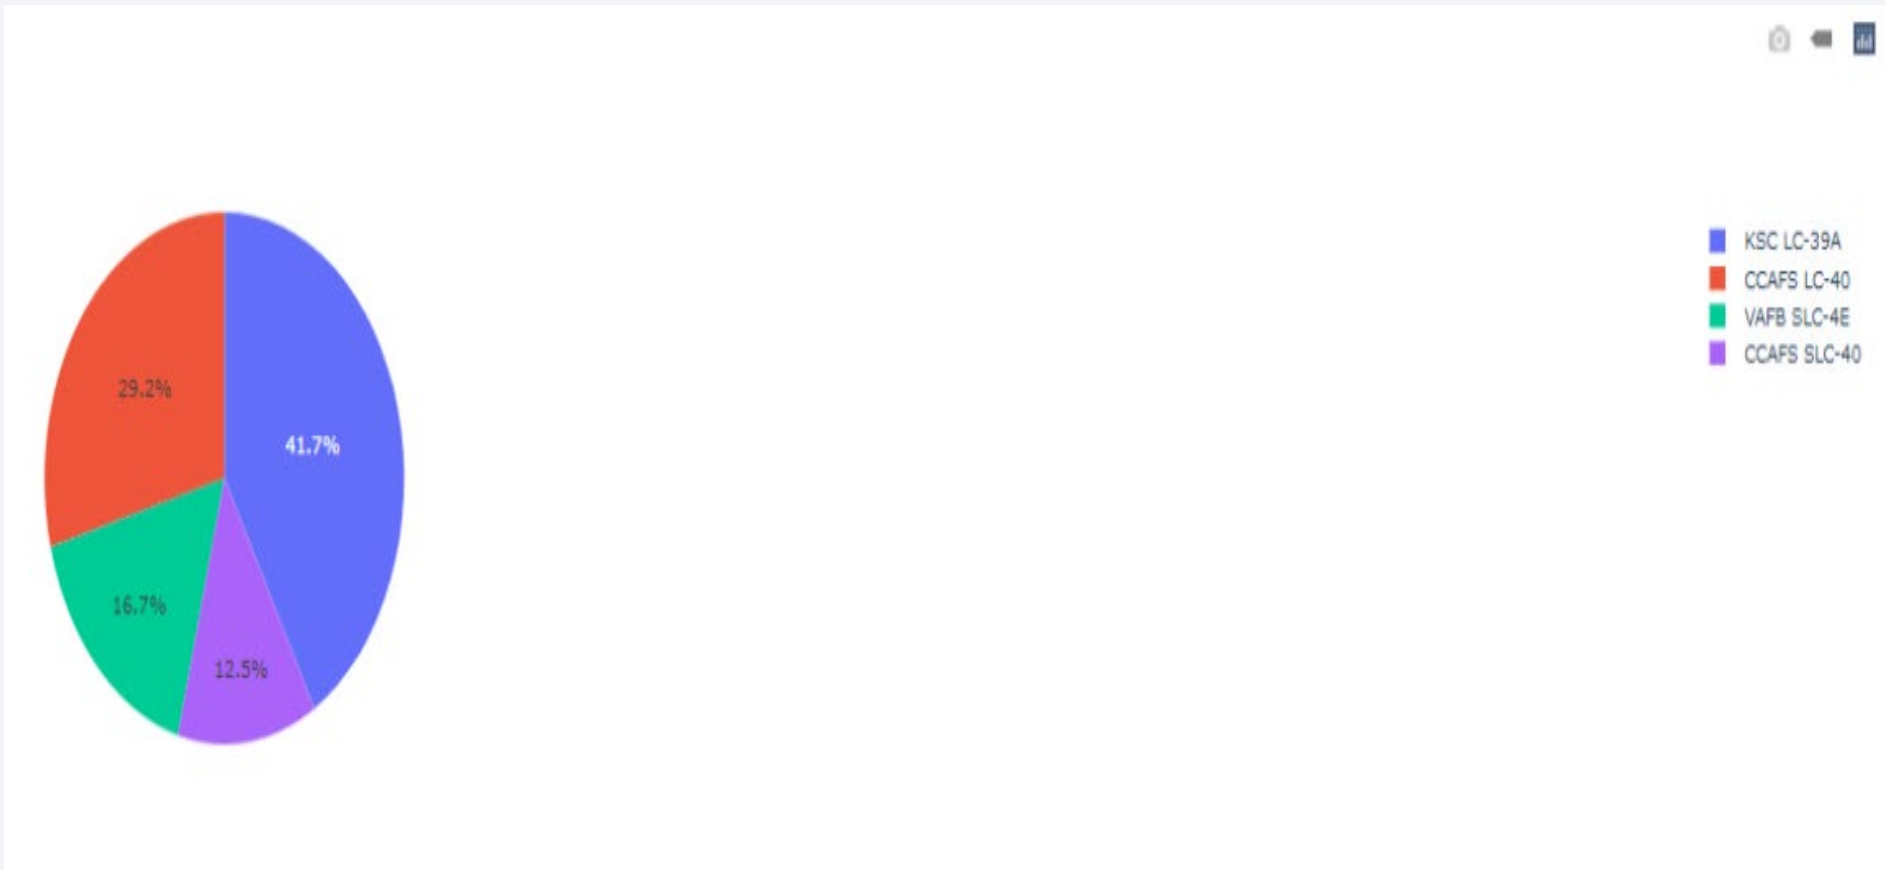 KSC LC-39A
CCAFS LC-40
VAFB SLC-4E
CCAFS SLC-40
29.2%
41.7%
16.7%
12.5%